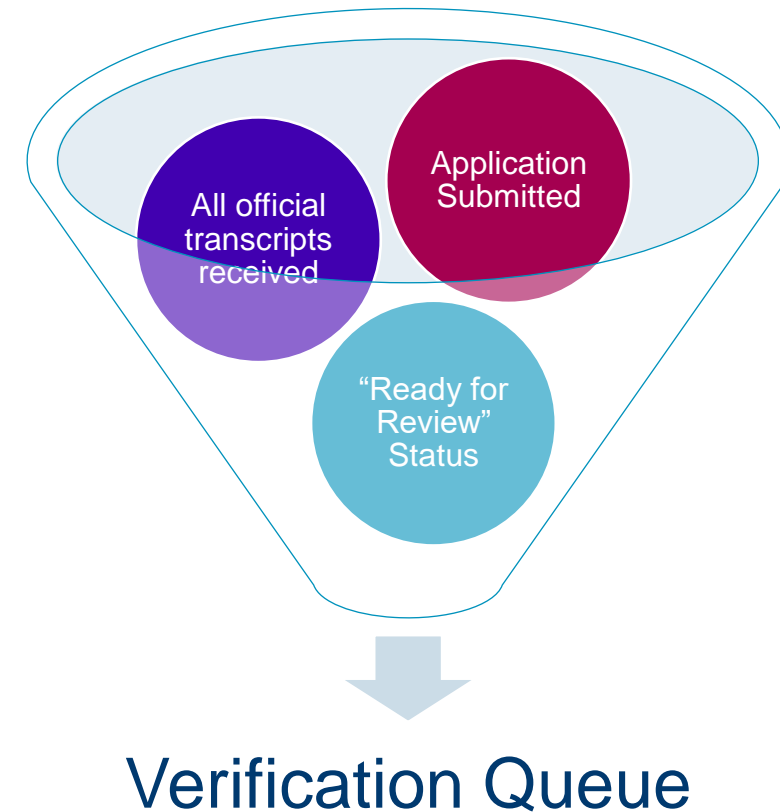 Application
Submitted
All official
transcripts
received
“Ready for
Review”
Status
Verification Queue